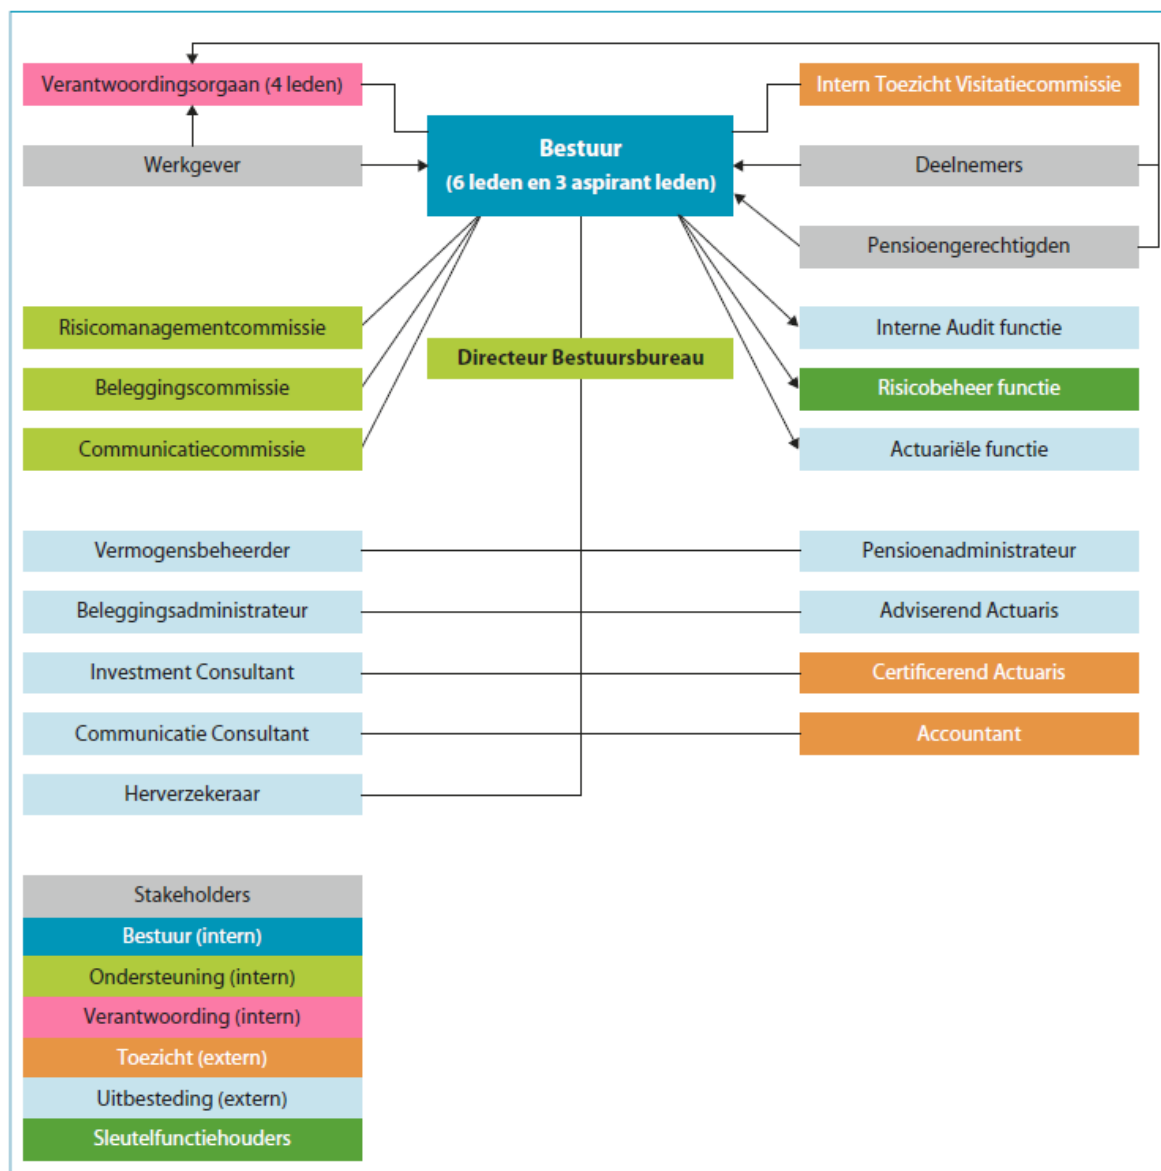 Verantwoordingsorgaan (4 leden)
Intern Toezicht Visitatiecommissie
Bestuur
(6 leden en 3 aspirant leden)
Werkgever
Deelnemers
Pensioengerechtigden
Risicomanagementcommissie
Interne Audit functie
Directeur Bestuursbureau
Beleggingscommissie
Risicobeheer functie
Communicatiecommissie
Actuariële functie
Vermogensbeheerder
Pensioenadministrateur
Beleggingsadministrateur
Adviserend Actuaris
Investment Consultant
Certificerend Actuaris
Communicatie Consultant
Accountant
Herverzekeraar
Stakeholders
Bestuur (intern)
Ondersteuning (intern)
Verantwoording (intern)
Toezicht (extern)
Uitbesteding (extern)
Sleutelfunctiehouders